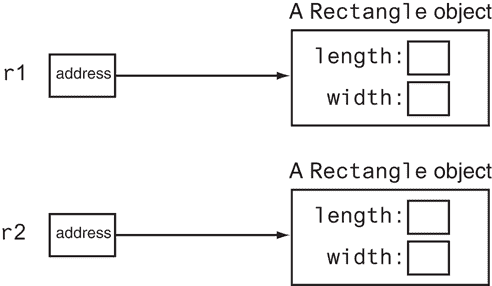 A Rectangle object
r1 address length:
width:
A Rectangle object
r2 address length:
width: